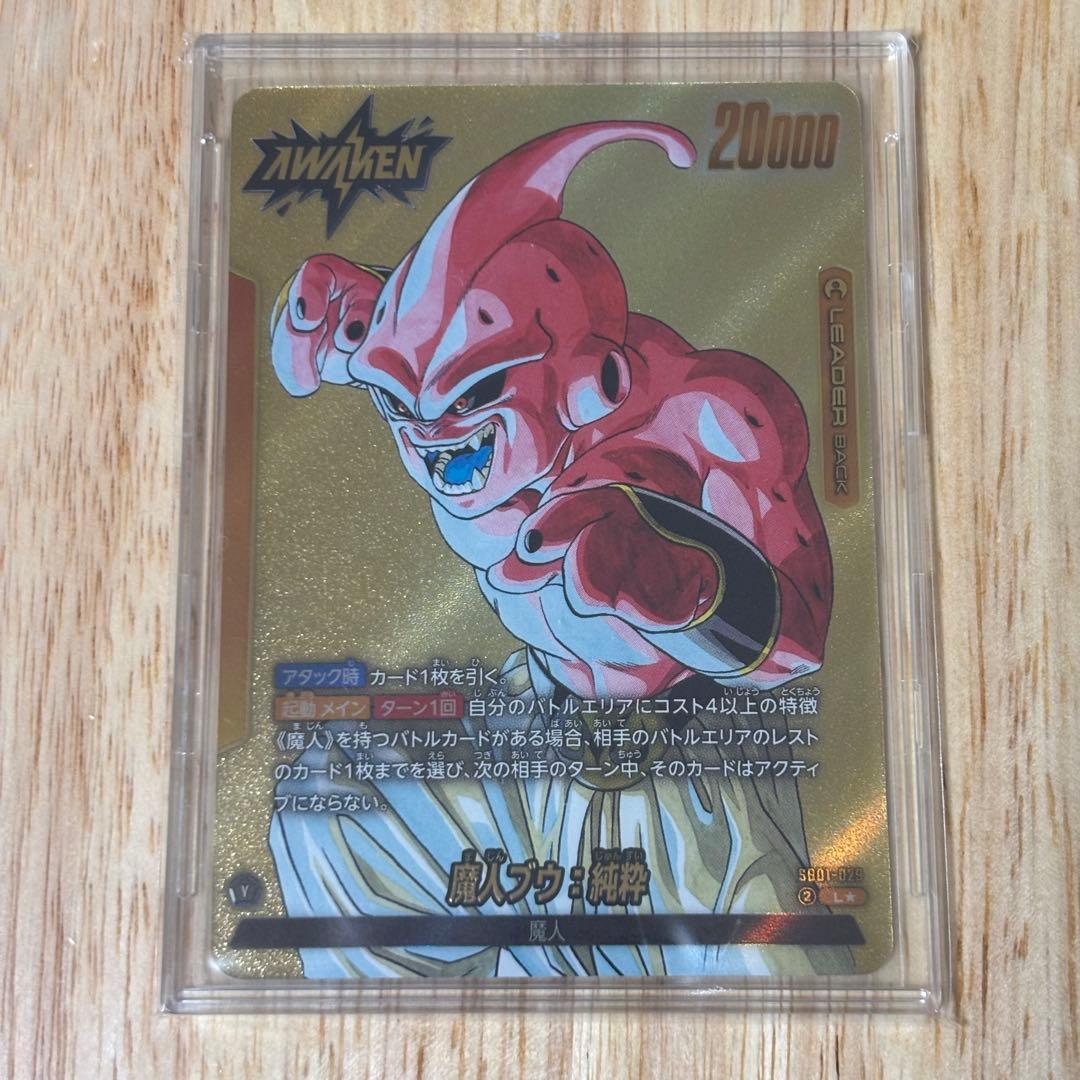 AWAKEN
20000
LEADER BACK
アタック時 カード1枚を引く。
起動メイン ターン1回 自分のバトルエリアにコスト4以上の特徴
《魔人》を持つバトルカードがある場合、相手のバトルエリアのレスト
のカード1枚までを選び、次の相手のターン中、そのカードはアクティ
ブにならない。
魔人ブウ：純粋
SB01-029
Y
② L★
魔人